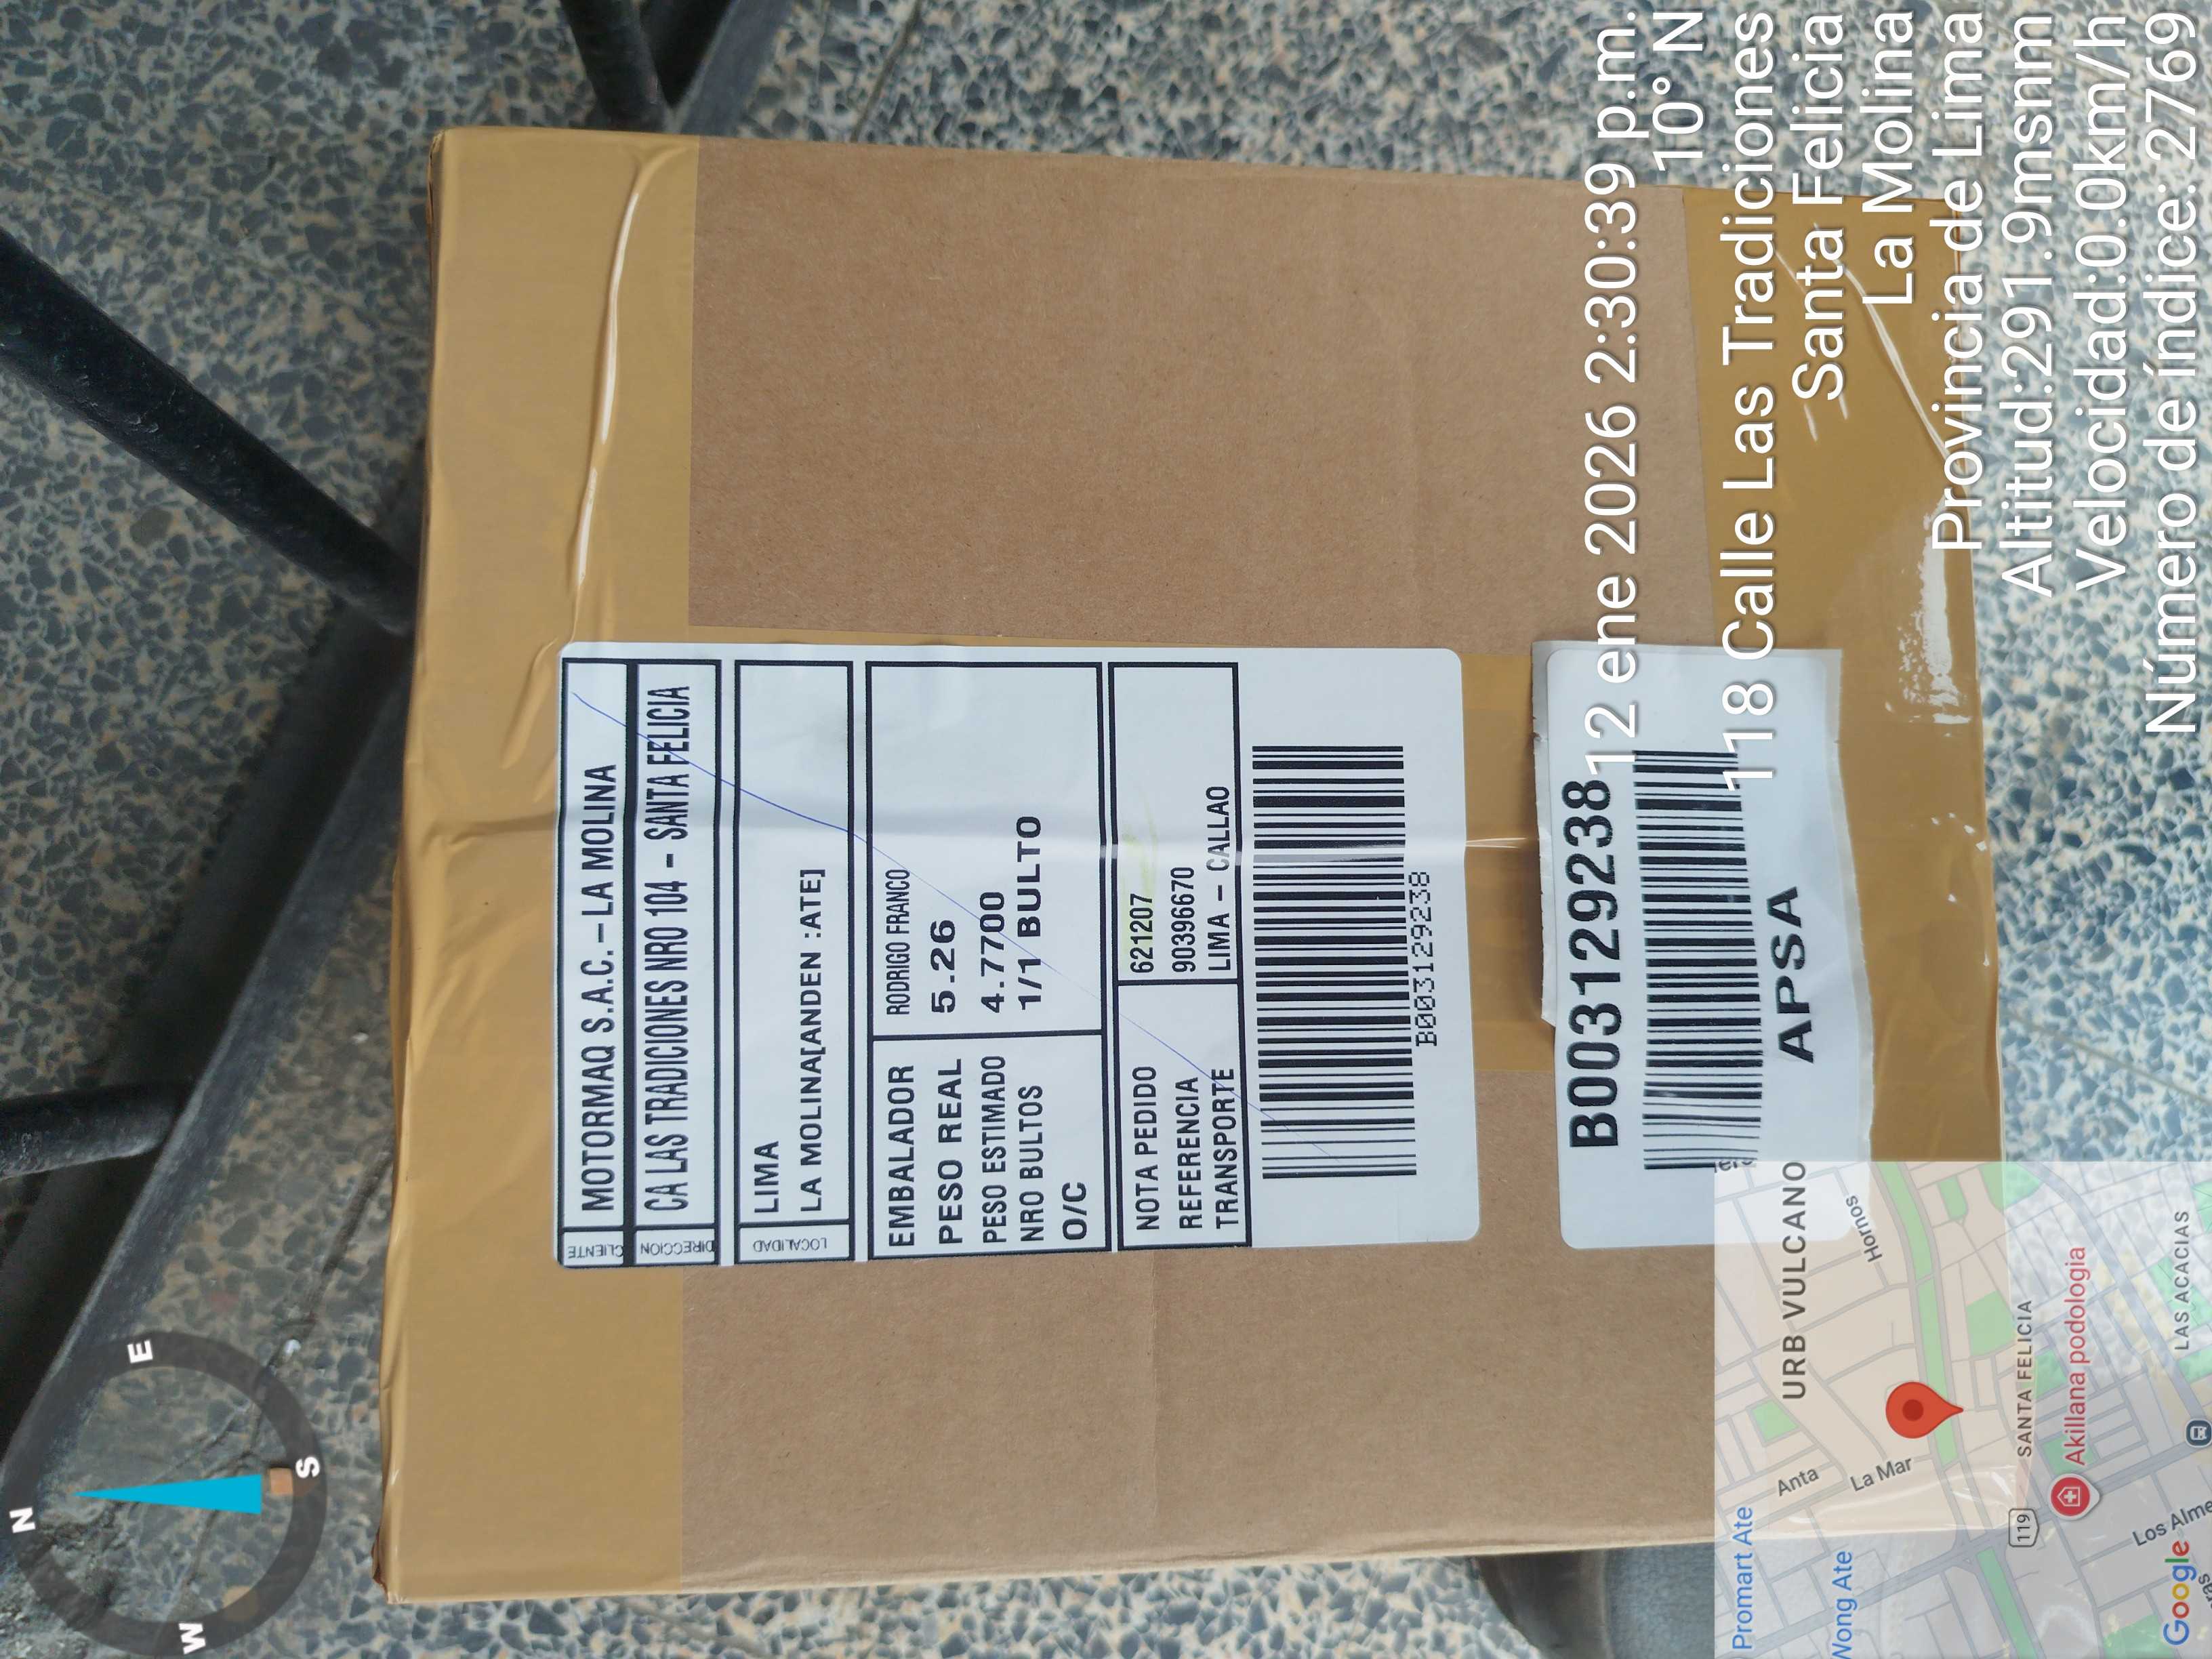 CLIENTE MOTORMAQ S.A.C. - LA MOLINA
DIRECCION CA LAS TRADICIONES NRO 104 - SANTA FELICIA
LOCALIDAD LIMA
LA MOLINA[ANDEN :ATE]
EMBALADOR RODRIGO FRANCO
PESO REAL 5.26
PESO ESTIMADO 4.7700
NRO BULTOS 1/1 BULTO
O/C
NOTA PEDIDO 621207
REFERENCIA 90396670
TRANSPORTE LIMA - CALLAO
B003129238
B003129238
APSA
12 ene 2026 2:30:39 p.m.
10° N
118 Calle Las Tradiciones
Santa Felicia
La Molina
Provincia de Lima
Altitud:291.9msnm
Velocidad:0.0km/h
Número de índice: 27769
N
E
S
W
Promart Ate
Wong Ate
URB VULCANO
Hornos
Anta
La Mar
SANTA FELICIA
119
Akillana podologia
LAS ACACIAS
Los Alme
Google